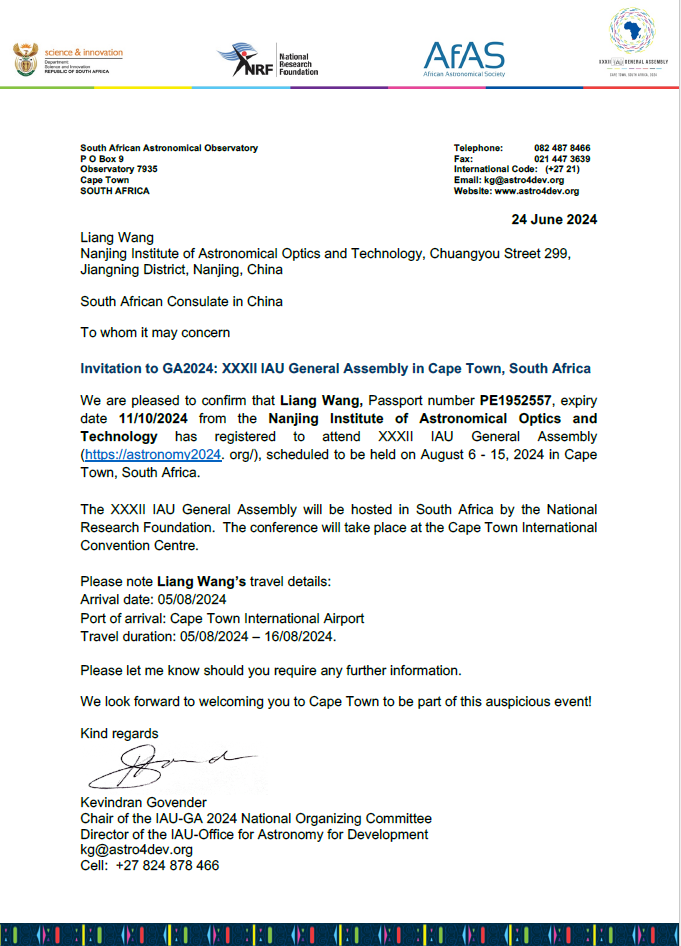 science & innovation
Department:
Science and Innovation
REPUBLIC OF SOUTH AFRICA
NRF
National
Research
Foundation
AfAS
African Astronomical Society
XXXII IAU GENERAL ASSEMBLY
CAPE TOWN, SOUTH AFRICA, 2024
South African Astronomical Observatory
P O Box 9
Observatory 7935
Cape Town
SOUTH AFRICA
Telephone: 082 487 8466
Fax: 021 447 3639
International Code: (+27 21)
Email: kg@astro4dev.org
Website: www.astro4dev.org
24 June 2024
Liang Wang
Nanjing Institute of Astronomical Optics and Technology, Chuangyou Street 299,
Jiangning District, Nanjing, China
South African Consulate in China
To whom it may concern
Invitation to GA2024: XXXII IAU General Assembly in Cape Town, South Africa
We are pleased to confirm that Liang Wang, Passport number PE1952557, expiry
date 11/10/2024 from the Nanjing Institute of Astronomical Optics and
Technology has registered to attend XXXII IAU General Assembly
(https://astronomy2024. org/), scheduled to be held on August 6 - 15, 2024 in Cape
Town, South Africa.
The XXXII IAU General Assembly will be hosted in South Africa by the National
Research Foundation. The conference will take place at the Cape Town International
Convention Centre.
Please note Liang Wang's travel details:
Arrival date: 05/08/2024
Port of arrival: Cape Town International Airport
Travel duration: 05/08/2024 – 16/08/2024.
Please let me know should you require any further information.
We look forward to welcoming you to Cape Town to be part of this auspicious event!
Kind regards
Kevindran Govender
Chair of the IAU-GA 2024 National Organizing Committee
Director of the IAU-Office for Astronomy for Development
kg@astro4dev.org
Cell: +27 824 878 466